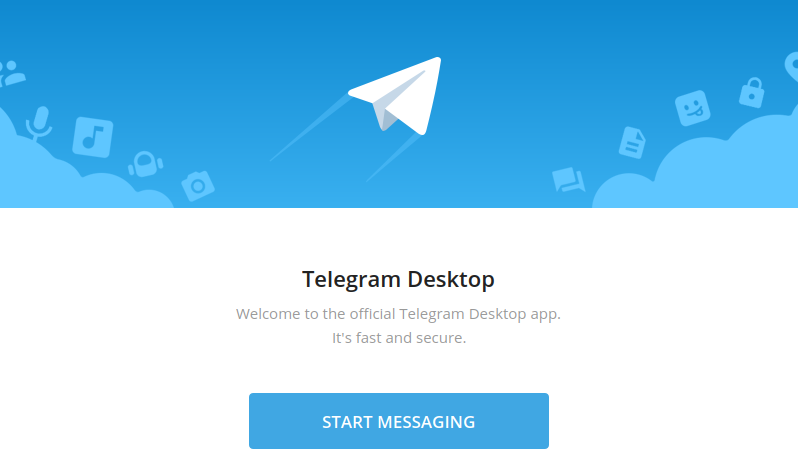 Telegram Desktop
Welcome to the official Telegram Desktop app.
It's fast and secure.
START MESSAGING